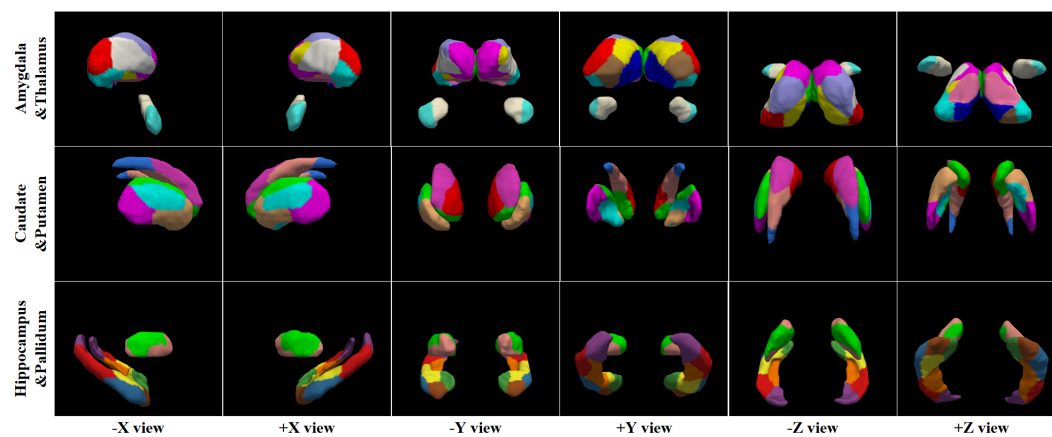 Amygdala
&Thalamus
Caudate
&Putamen
Hippocampus
&Pallidum
-X view
+X view
-Y view
+Y view
-Z view
+Z view